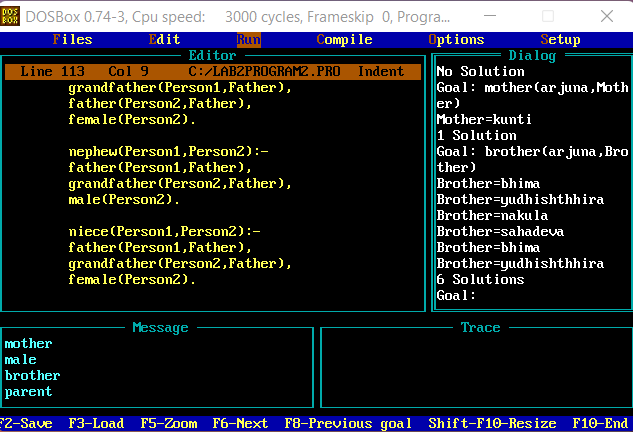 DOSBox 0.74-3, Cpu speed: 3000 cycles, Frameskip 0, Progra...
Files Edit Run Compile Options Setup
Editor
Line 113 Col 9 C:/LAB2PROGRAM2.PRO Indent
grandfather(Person1,Father),
father(Person2,Father),
female(Person2).
nephew(Person1,Person2):-
father(Person1,Father),
grandfather(Person2,Father),
male(Person2).
niece(Person1,Person2):-
father(Person1,Father),
grandfather(Person2,Father),
female(Person2).
Dialog
No Solution
Goal: mother(arjuna,Moth
er)
Mother=kunti
1 Solution
Goal: brother(arjuna,Bro
ther)
Brother=bhima
Brother=yudhishthhira
Brother=nakula
Brother=sahadeva
Brother=bhima
Brother=yudhishthhira
6 Solutions
Goal:
Message
mother
male
brother
parent
Trace
F2-Save F3-Load F5-Zoom F6-Next F8-Previous goal Shift-F10-Resize F10-End